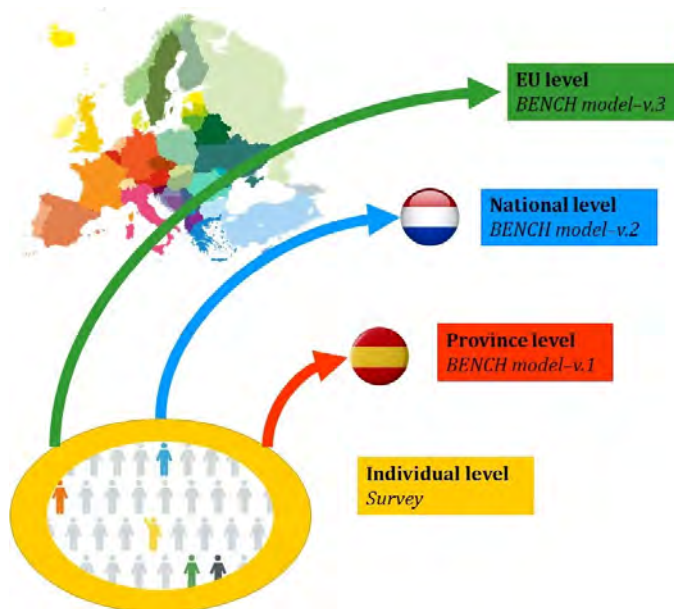 EU level
BENCH model–v.3
National level
BENCH model–v.2
Province level
BENCH model–v.1
Individual level
Survey